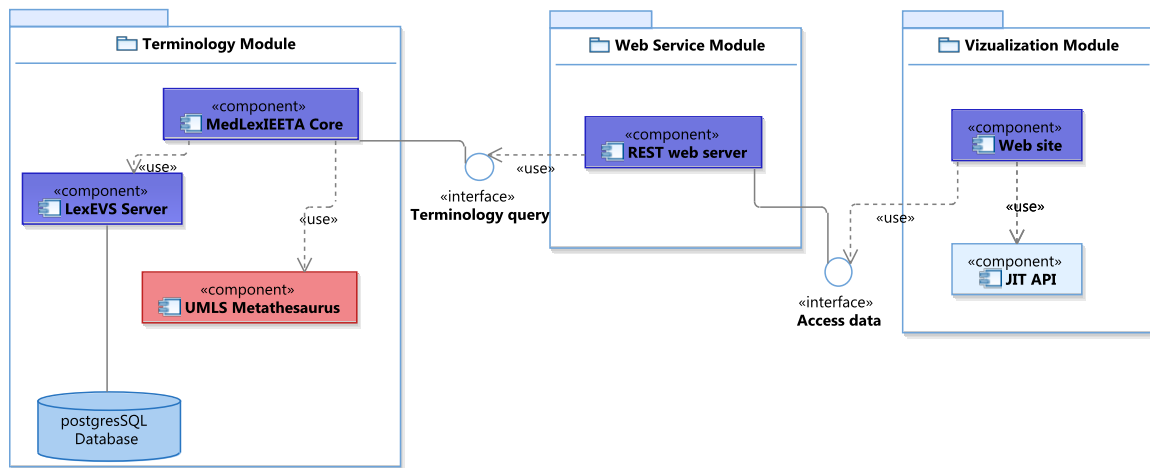 Terminology Module
«component»
MedLexIEETA Core
«use»
«component»
LexEVS Server
«use»
«component»
UMLS Metathesaurus
postgresSQL
Database
«interface»
Terminology query
«use»
Web Service Module
«component»
REST web server
«interface»
Access data
«use»
Vizualization Module
«component»
Web site
«use»
«component»
JIT API